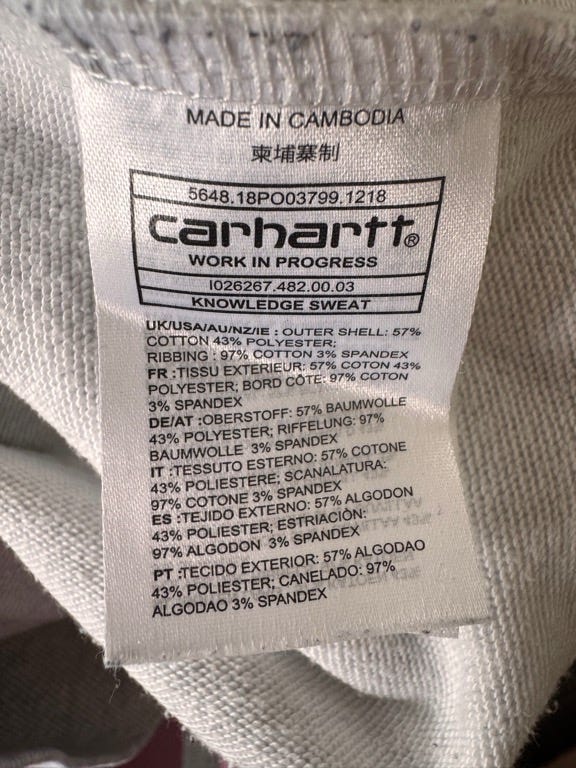 MADE IN CAMBODIA
柬埔寨制
5648.18PO03799.1218
carhartt®
WORK IN PROGRESS
I026267.482.00.03
KNOWLEDGE SWEAT
UK/USA/AU/NZ/IE : OUTER SHELL: 57%
COTTON 43% POLYESTER;
RIBBING : 97% COTTON 3% SPANDEX
FR :TISSU EXTERIEUR: 57% COTON 43%
POLYESTER; BORD CÔTE: 97% COTON
3% SPANDEX
DE/AT :OBERSTOFF: 57% BAUMWOLLE
43% POLYESTER; RIFFELUNG: 97%
BAUMWOLLE 3% SPANDEX
IT :TESSUTO ESTERNO: 57% COTONE
43% POLIESTERE; SCANALATURA:
97% COTONE 3% SPANDEX
ES :TEJIDO EXTERNO: 57% ALGODON
43% POLIESTER; ESTRIACIÒN:
97% ALGODON 3% SPANDEX
PT :TECIDO EXTERIOR: 57% ALGODAO
43% POLIESTER; CANELADO: 97%
ALGODAO 3% SPANDEX